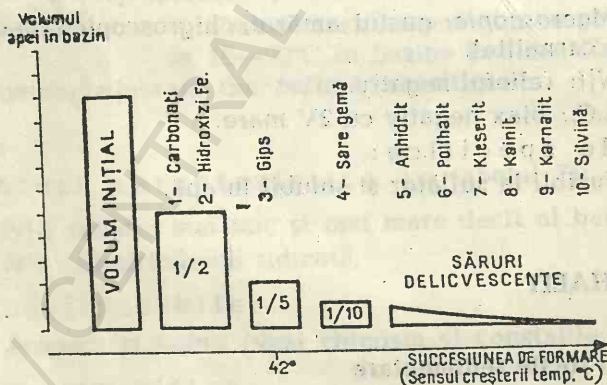 Volumul
apei în bazin
VOLUM INIȚIAL
1- Carbonați
2- Hidroxizi Fe.
3- Gips
4- Sare gemă
5- Anhidit
6- Polihalit
7- Kieserit
8- Kainit
9- Karnalit
10- Silvină
1/2
1/5
1/10
SĂRURI
DELICVESCENTE
42°
SUCCESIUNEA DE FORMARE
(Sensul creșterii temp. °C)
CENTRAL